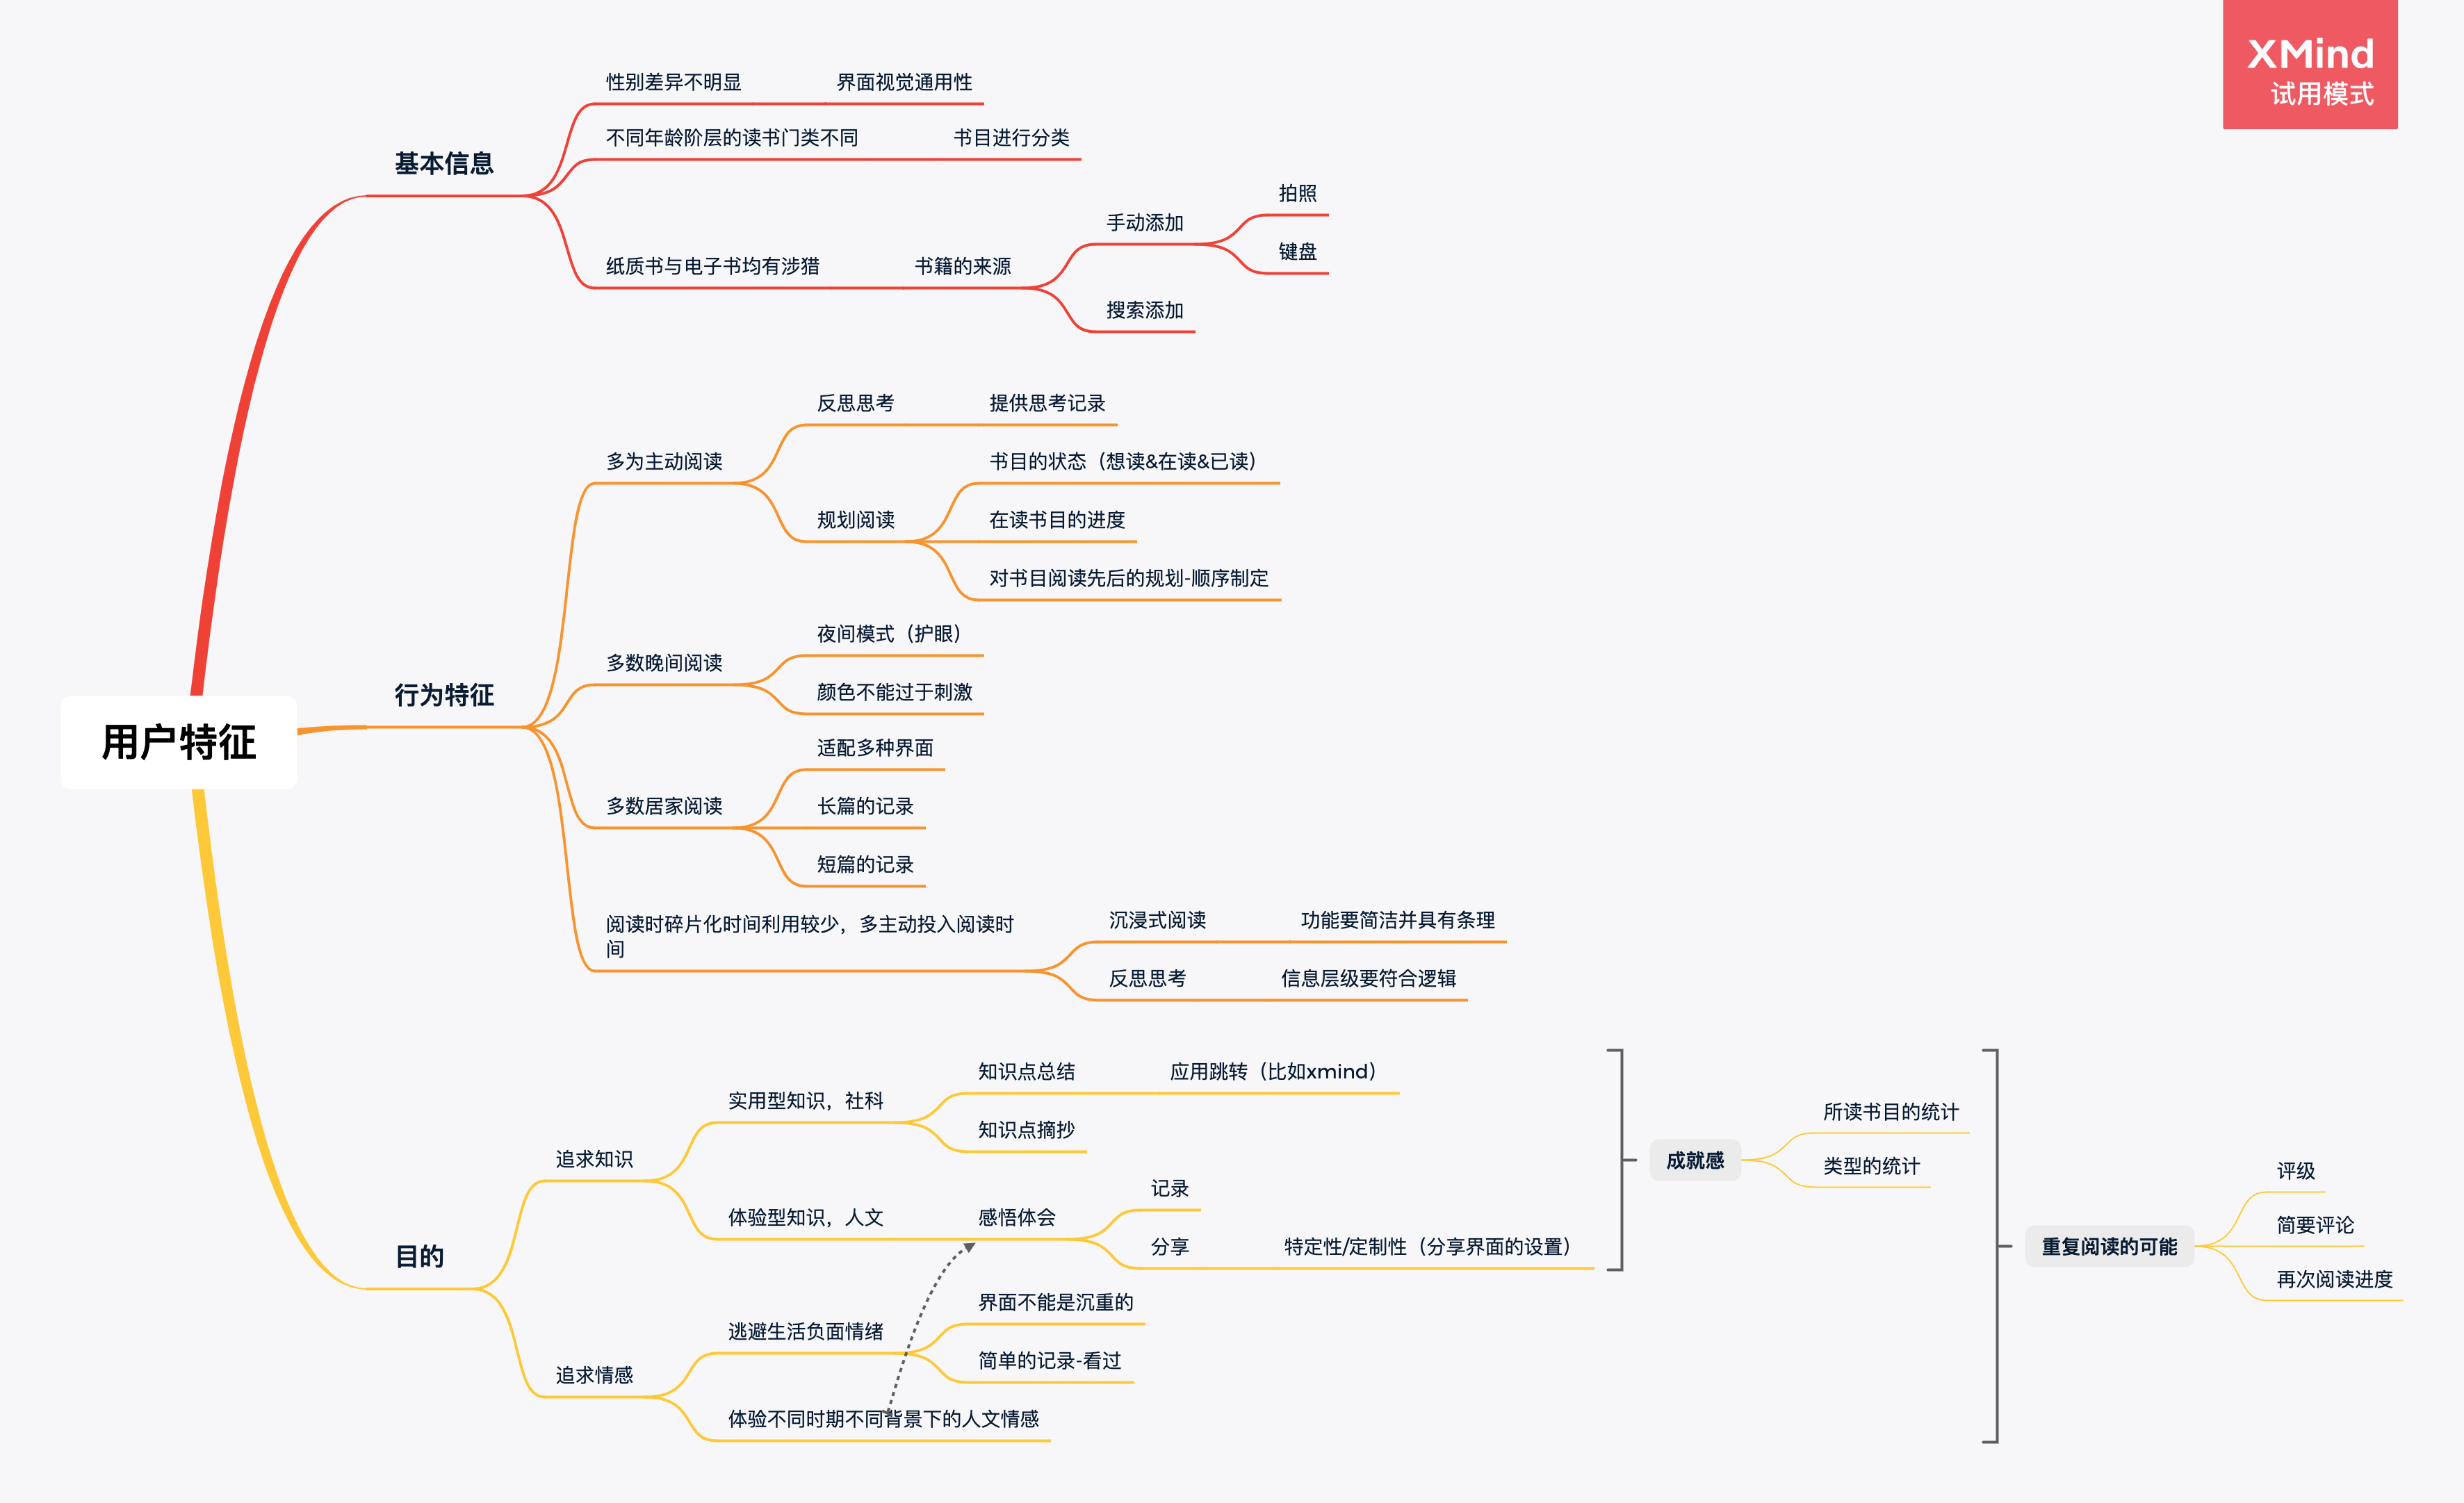 XMind
试用模式
用户特征
基本信息
性别差异不明显
界面视觉通用性
不同年龄阶层的读书门类不同
书目进行分类
纸质书与电子书均有涉猎
书籍的来源
手动添加
拍照
键盘
搜索添加
行为特征
多为主动阅读
反思思考
提供思考记录
规划阅读
书目的状态（想读&在读&已读）
在读书目的进度
对书目阅读先后的规划-顺序制定
多数晚间阅读
夜间模式（护眼）
颜色不能过于刺激
多数居家阅读
适配多种界面
长篇的记录
短篇的记录
阅读时碎片化时间利用较少，多主动投入阅读时
间
沉浸式阅读
功能要简洁并具有条理
反思思考
信息层级要符合逻辑
目的
追求知识
实用型知识，社科
知识点总结
应用跳转（比如xmind）
知识点摘抄
体验型知识，人文
感悟体会
记录
分享
特定性/定制性（分享界面的设置）
追求情感
逃避生活负面情绪
界面不能是沉重的
简单的记录-看过
体验不同时期不同背景下的人文情感
成就感
所读书目的统计
类型的统计
重复阅读的可能
评级
简要评论
再次阅读进度